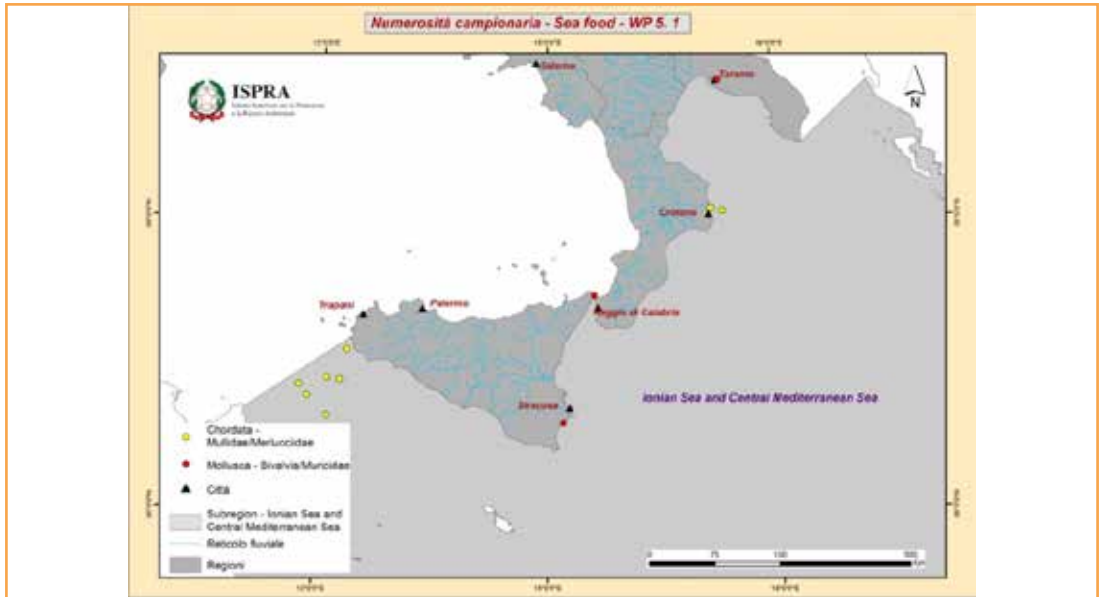 Numerosità campionaria - Sea food - WP 5. 1
ISPRA
Salerno
Taranto
N
Crotone
Trapani
Palermo
Reggio di Calabria
Siracusa
Ionian Sea and Central Mediterranean Sea
Chordata -
Mullidae/Merluccidae
Mollusca - Bivalvia/Muricidae
Città
Subregion - Ionian Sea and
Central Mediterranean Sea
Reticolo fluviale
Regioni
0 75 150 300
Km